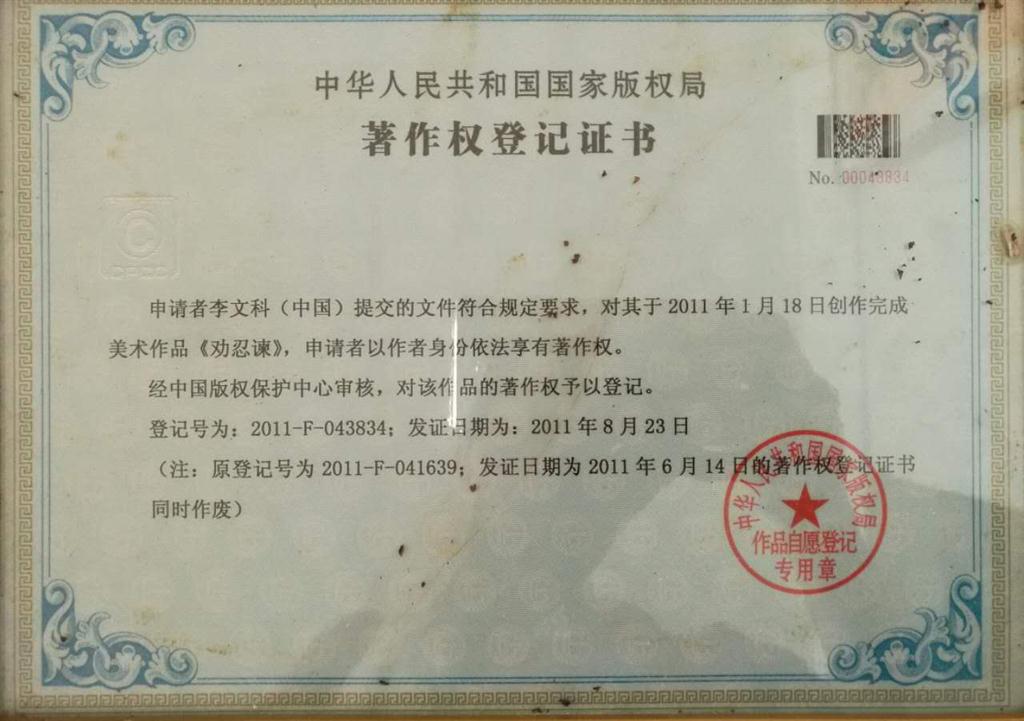 中华人民共和国国家版权局
著作权登记证书
No. 00043834
申请者李文科（中国）提交的文件符合规定要求，对其于 2011 年 1 月 18 日创作完成
美术作品《劝忍谏》，申请者以作者身份依法享有著作权。
经中国版权保护中心审核，对该作品的著作权予以登记。
登记号为：2011-F-043834；发证日期为：2011 年 8 月 23 日
（注：原登记号为 2011-F-041639；发证日期为 2011 年 6 月 14 日的著作权登记证书
同时作废）
中华人民共和国国家版权局
作品自愿登记
专用章